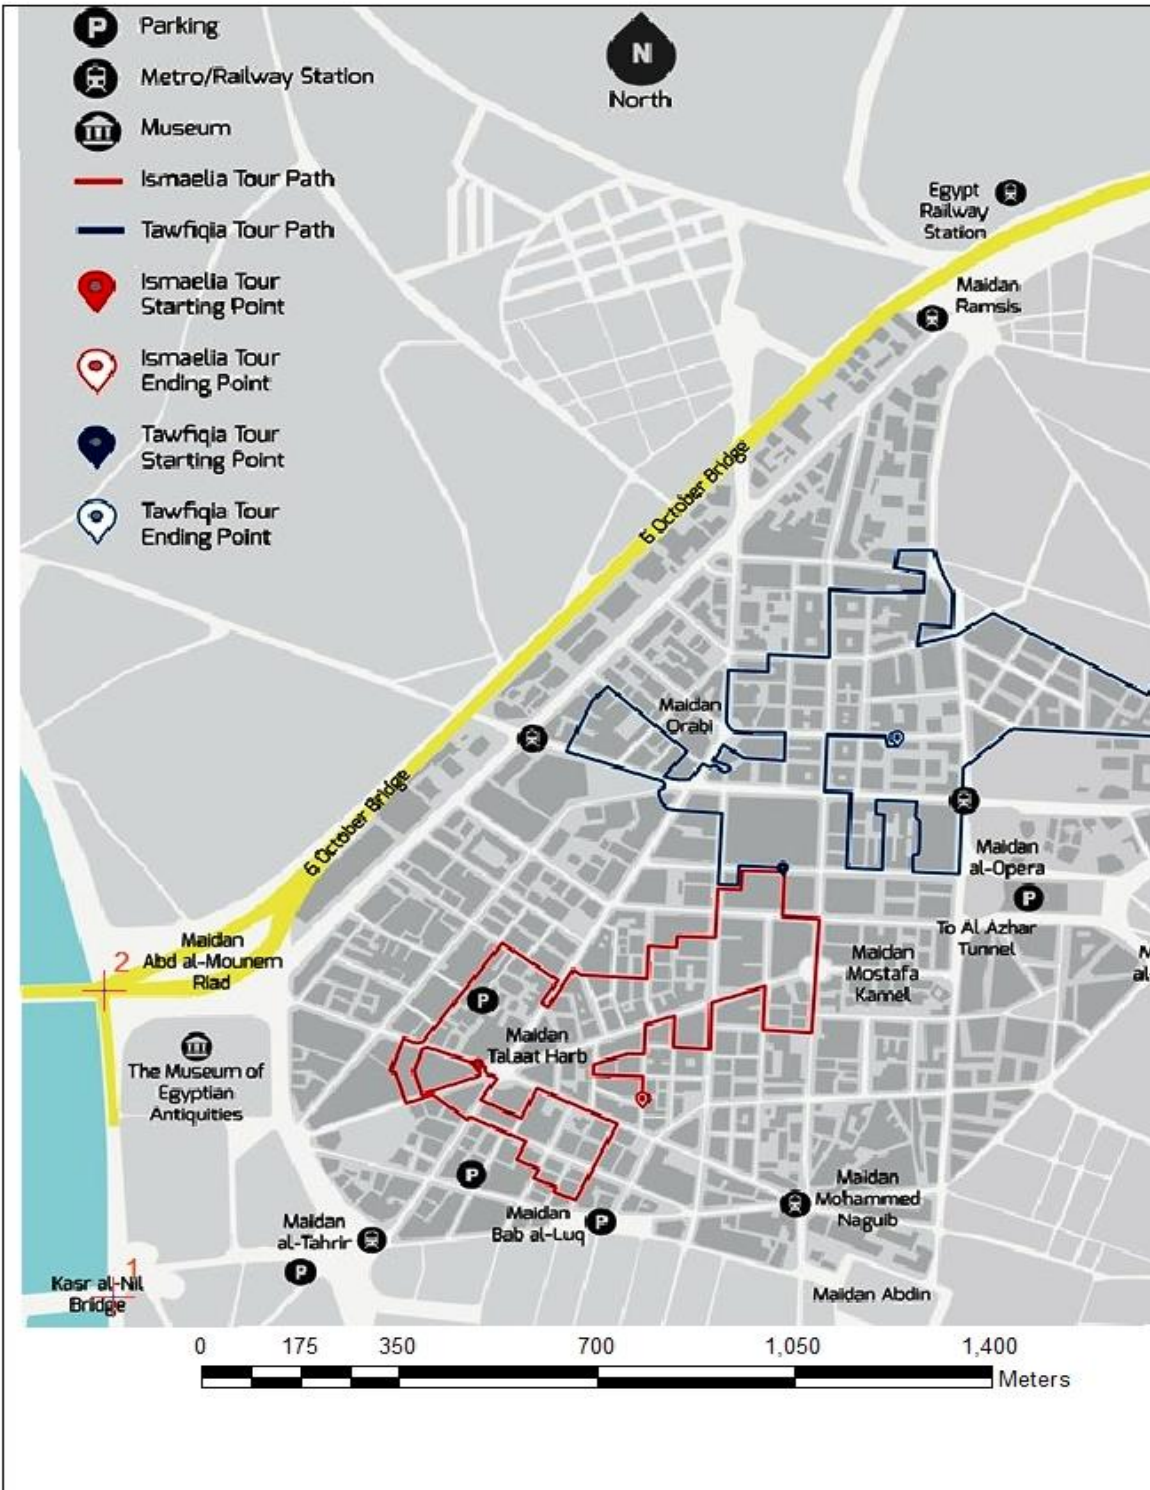 P
Parking
Metro/Railway Station
Museum
Ismaelia Tour Path
Tawfiqia Tour Path
Ismaelia Tour
Starting Point
Ismaelia Tour
Ending Point
Tawfiqia Tour
Starting Point
Tawfiqia Tour
Ending Point
N
North
Egypt
Railway
Station
Maidan
Ramsis
6 October Bridge
Maidan
Orabi
6 October Bridge
Maidan
al-Opera
P
To Al Azhar
Tunnel
Maidan
Abd al-Mounem
Riad
2
Maidan
Mostafa
Kamel
M
al-
P
Maidan
Talaat Harb
The Museum of
Egyptian
Antiquities
P
Maidan
Mohammed
Naguib
Maidan
Bab al-Luq
P
Maidan
al-Tahrir
P
1
Kasr al-Nil
Bridge
Maidan Abdin
0 175 350 700 1,050 1,400
Meters